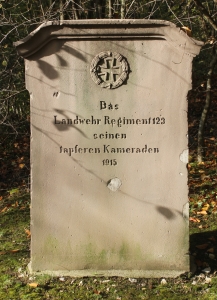 Das
Landwehr Regiment 123
seinen
tapferen Kameraden
1915